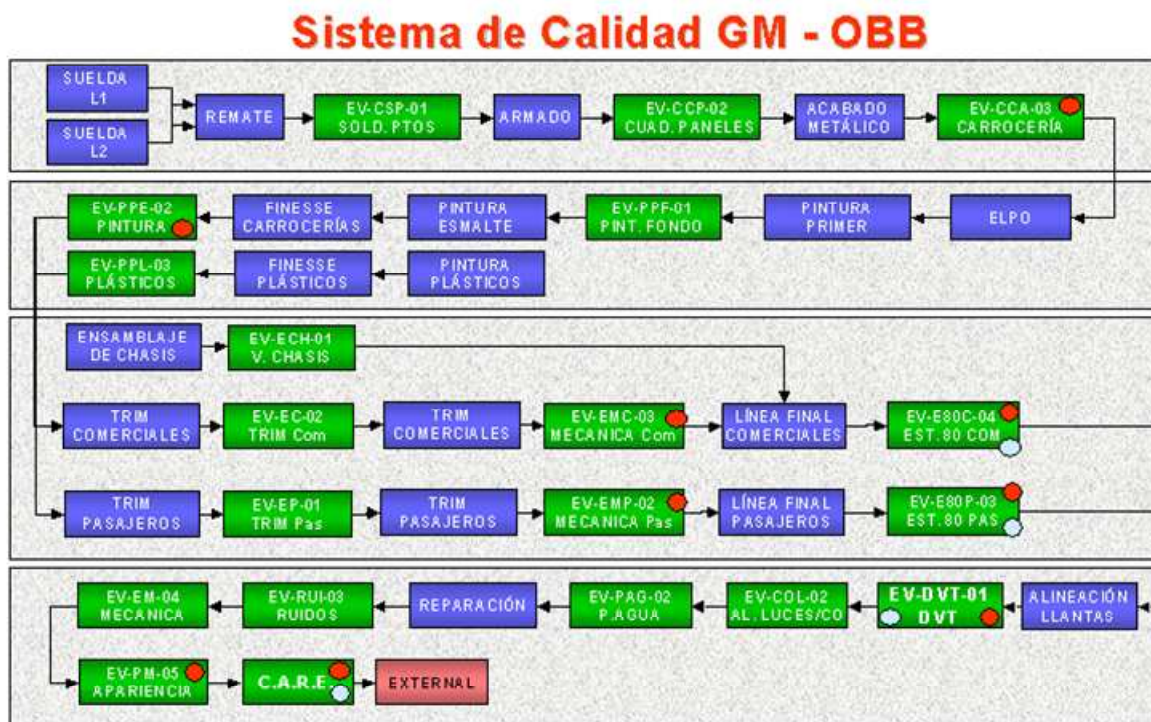 Sistema de Calidad GM - OBB
SUELDA
L1
SUELDA
L2
REMATE
EV-CSP-01
SOLD. PTOS
ARMADO
EV-CCP-02
CUAD. PANELES
ACABADO
METÁLICO
EV-CCA-03
CARROCERÍA
EV-PPE-02
PINTURA
FINESSE
CARROCERÍAS
PINTURA
ESMALTE
EV-PPF-01
PINT. FONDO
PINTURA
PRIMER
ELPO
EV-PPL-03
PLÁSTICOS
FINESSE
PLÁSTICOS
PINTURA
PLÁSTICOS
ENSAMBLAJE
DE CHASIS
EV-ECH-01
V. CHASIS
TRIM
COMERCIALES
EV-EC-02
TRIM Com
TRIM
COMERCIALES
EV-EMC-03
MECANICA Com
LÍNEA FINAL
COMERCIALES
EV-E80C-04
EST.80 COM
TRIM
PASAJEROS
EV-EP-01
TRIM Pas
TRIM
PASAJEROS
EV-EMP-02
MECANICA Pas
LÍNEA FINAL
PASAJEROS
EV-E80P-03
EST.80 PAS
EV-EM-04
MECANICA
EV-RUI-03
RUIDOS
REPARACIÓN
EV-PAG-02
P.AGUA
EV-COL-02
AL. LUCES/CO
EV-DVT-01
DVT
ALINEACIÓN
LLANTAS
EV-PM-05
APARIENCIA
C.A.R.E
EXTERNAL